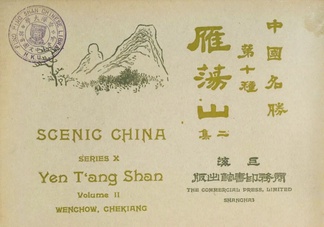 中國名勝
第十種
雁蕩山
二集
SCENIC CHINA
SERIES X
Yen T'ang Shan
Volume II
WENCHOW, CHEKIANG
上海
商務印書館出版
THE COMMERCIAL PRESS, LIMITED
SHANGHAI